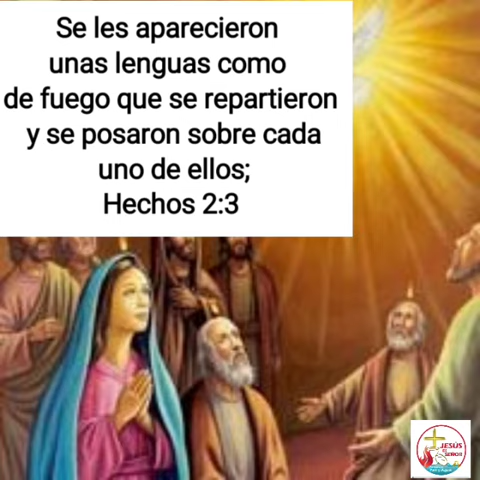 Se les aparecieron
unas lenguas como
de fuego que se repartieron
y se posaron sobre cada
uno de ellos;
Hechos 2:3
JESÚS